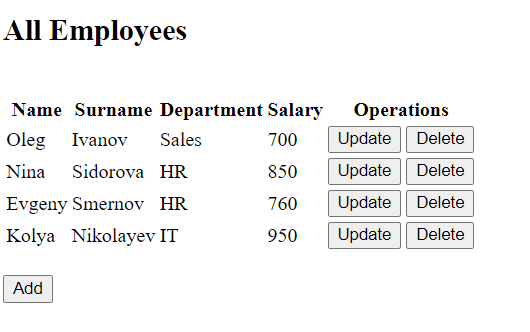 All Employees
Name Surname Department Salary Operations
Oleg Ivanov Sales 700 Update Delete
Nina Sidorova HR 850 Update Delete
Evgeny Smernov HR 760 Update Delete
Kolya Nikolayev IT 950 Update Delete
Add